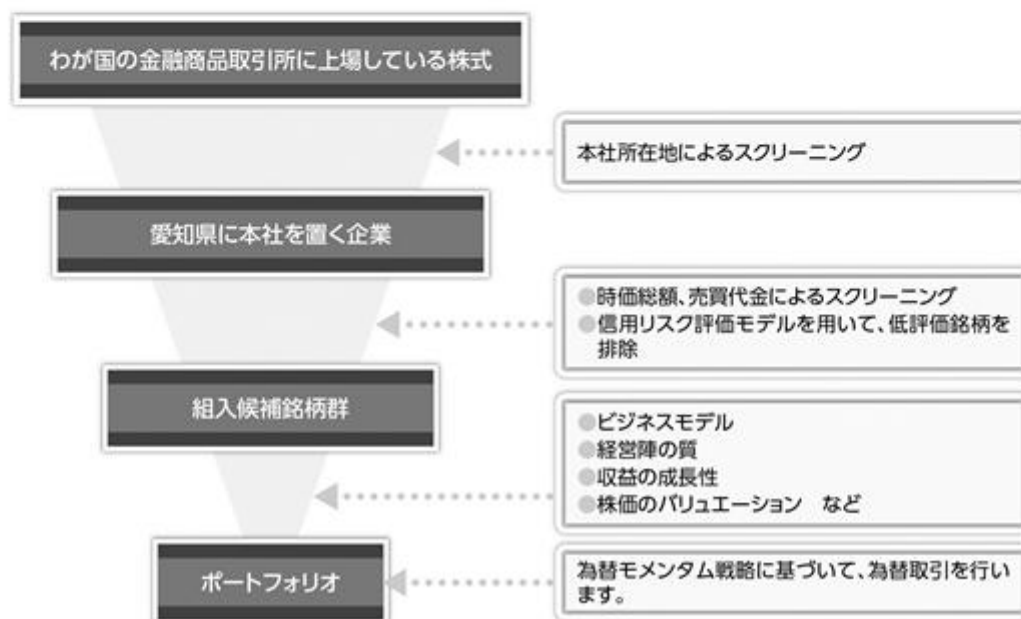 わが国の金融商品取引所に上場している株式
本社所在地によるスクリーニング
愛知県に本社を置く企業
●時価総額、売買代金によるスクリーニング
●信用リスク評価モデルを用いて、低評価銘柄を
排除
組入候補銘柄群
●ビジネスモデル
●経営陣の質
●収益の成長性
●株価のバリュエーション　など
ポートフォリオ
為替モメンタム戦略に基づいて、為替取引を行い
ます。